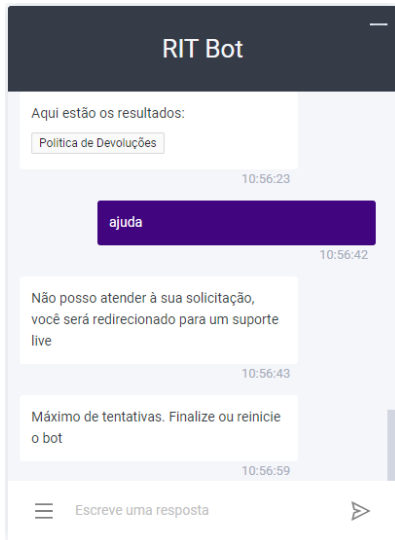 RIT Bot
Aqui estão os resultados:
Politica de Devoluções
10:56:23
ajuda
10:56:42
Não posso atender à sua solicitação,
você será redirecionado para um suporte
live
10:56:43
Máximo de tentativas. Finalize ou reinicie
o bot
10:56:59
Escreve uma resposta